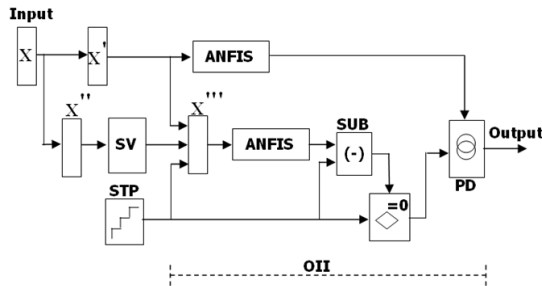 Input
X
X'
ANFIS
X''
X'''
SV
ANFIS
SUB
(-)
Output
PD
STP
=0
OII